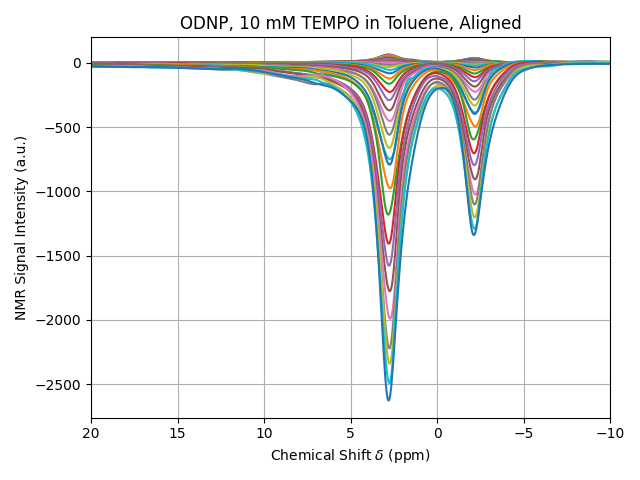 ODNP, 10 mM TEMPO in Toluene, Aligned
NMR Signal Intensity (a.u.)
0
−500
−1000
−1500
−2000
−2500
20 15 10 5 0 −5 −10
Chemical Shift δ (ppm)